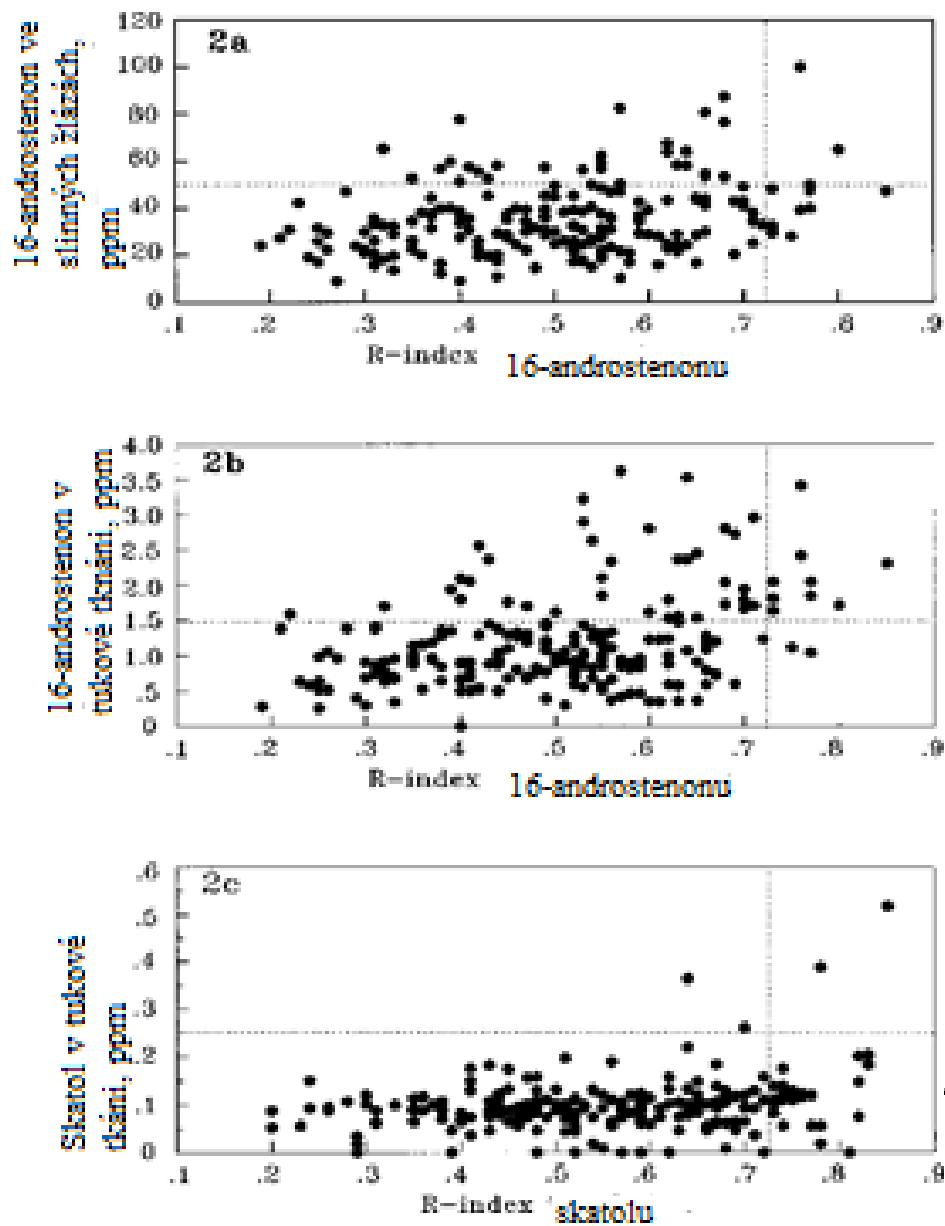 16-androstenon ve
slinných žlázách,
ppm
120
100
80
60
40
20
0
2a
.1 .2 .3 .4 .5 .6 .7 .8 .9
R-index 16-androstenonu
16-androstenon v
tukové tknáni, ppm
4.0
3.5
3.0
2.5
2.0
1.5
1.0
.5
0
2b
.1 .2 .3 .4 .5 .6 .7 .8 .9
R-index 16-androstenonu
Skatol v tukové
tkáni, ppm
.6
.5
.4
.3
.2
.1
0
2c
.1 .2 .3 .4 .5 .6 .7 .8 .9
R-index skatolu